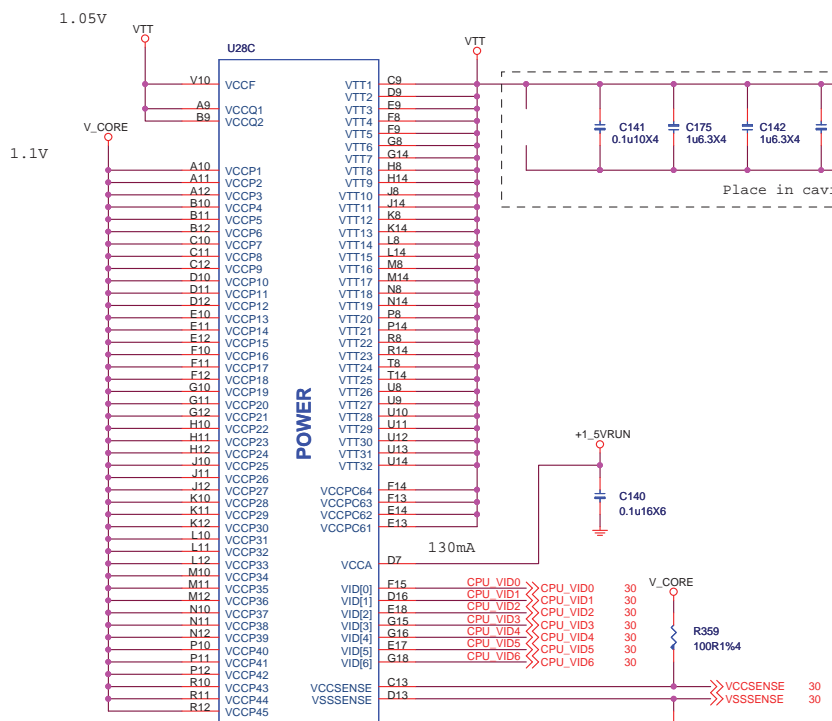 1.05V
VTT
U28C
VTT
V10 VCCF
A9 VCCQ1
B9 VCCQ2
V_CORE
1.1V
A10 VCCP1
A11 VCCP2
A12 VCCP3
B10 VCCP4
B11 VCCP5
B12 VCCP6
C10 VCCP7
C11 VCCP8
C12 VCCP9
D10 VCCP10
D11 VCCP11
D12 VCCP12
E10 VCCP13
E11 VCCP14
E12 VCCP15
F10 VCCP16
F11 VCCP17
F12 VCCP18
G10 VCCP19
G11 VCCP20
G12 VCCP21
H10 VCCP22
H11 VCCP23
H12 VCCP24
J10 VCCP25
J11 VCCP26
J12 VCCP27
K10 VCCP28
K11 VCCP29
K12 VCCP30
L10 VCCP31
L11 VCCP32
L12 VCCP33
M10 VCCP34
M11 VCCP35
M12 VCCP36
N10 VCCP37
N11 VCCP38
N12 VCCP39
P10 VCCP40
P11 VCCP41
P12 VCCP42
R10 VCCP43
R11 VCCP44
R12 VCCP45
POWER
VTT1 C9
VTT2 D9
VTT3 E9
VTT4 F8
VTT5 F9
VTT6 G8
VTT7 G14
VTT8 H8
VTT9 H14
VTT10 J8
VTT11 J14
VTT12 K8
VTT13 K14
VTT14 L8
VTT15 L14
VTT16 M8
VTT17 M14
VTT18 N8
VTT19 N14
VTT20 P8
VTT21 P14
VTT22 R8
VTT23 R14
VTT24 T8
VTT25 T14
VTT26 U8
VTT27 U9
VTT28 U10
VTT29 U11
VTT30 U12
VTT31 U13
VTT32 U14
VCCPC64 F14
VCCPC63 F13
VCCPC62 E14
VCCPC61 E13
130mA
VCCA D7
VID[0] F15 CPU_VID0 CPU_VID0 30
VID[1] D16 CPU_VID1 CPU_VID1 30
VID[2] E18 CPU_VID2 CPU_VID2 30
VID[3] G15 CPU_VID3 CPU_VID3 30
VID[4] G16 CPU_VID4 CPU_VID4 30
VID[5] E17 CPU_VID5 CPU_VID5 30
VID[6] G18 CPU_VID6 CPU_VID6 30
VCCSENSE C13 VCCSENSE 30
VSSSENSE D13 VSSSENSE 30
C141
0.1u10X4
C175
1u6.3X4
C142
1u6.3X4
Place in cavi
+1_5VRUN
C140
0.1u16X6
V_CORE
R359
100R1%4